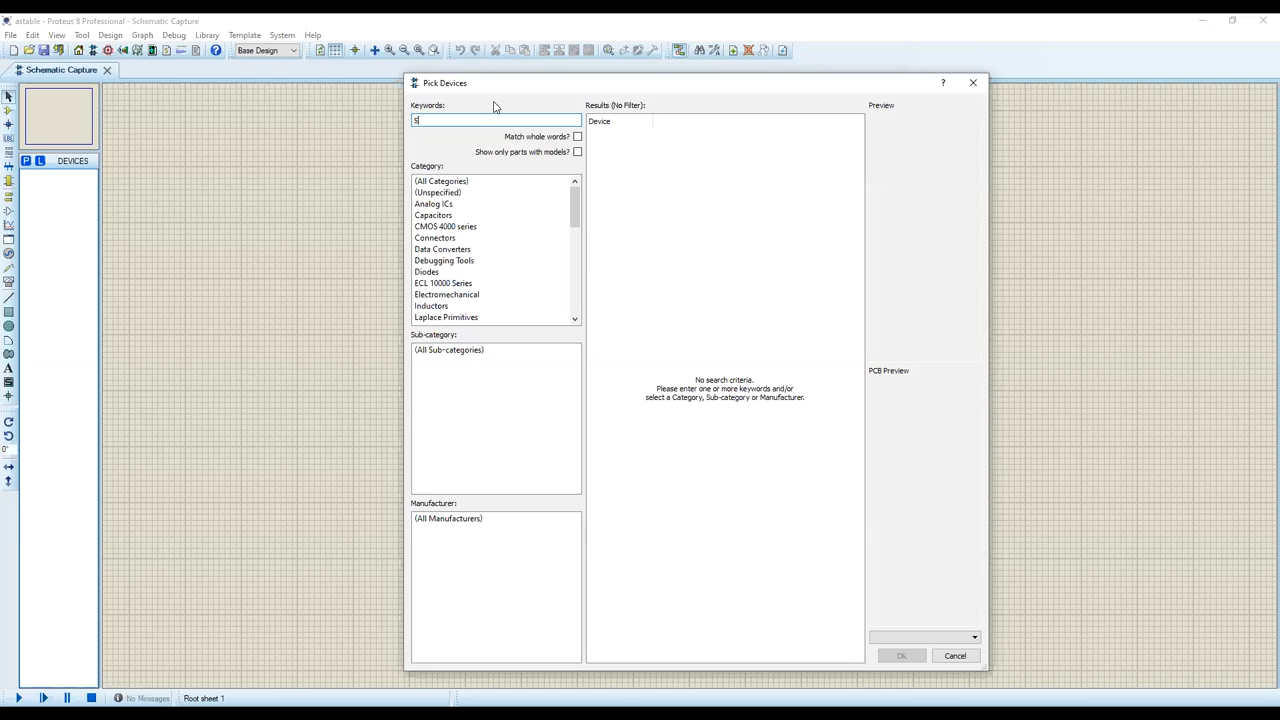 astable - Proteus 8 Professional - Schematic Capture
File Edit View Tool Design Graph Debug Library Template System Help
Base Design
Schematic Capture
Pick Devices
Keywords:
Results (No Filter):
Preview
S
Device
Match whole words?
Show only parts with models?
LBL
P L DEVICES
Category:
(All Categories)
(Unspecified)
Analog ICs
Capacitors
CMOS 4000 series
Connectors
Data Converters
Debugging Tools
Diodes
ECL 10000 Series
Electromechanical
Inductors
Laplace Primitives
Sub-category:
(All Sub-categories)
No search criteria.
Please enter one or more keywords and/or
select a Category, Sub-category or Manufacturer.
PCB Preview
A
0°
Manufacturer:
(All Manufacturers)
OK Cancel
No Messages Root sheet 1